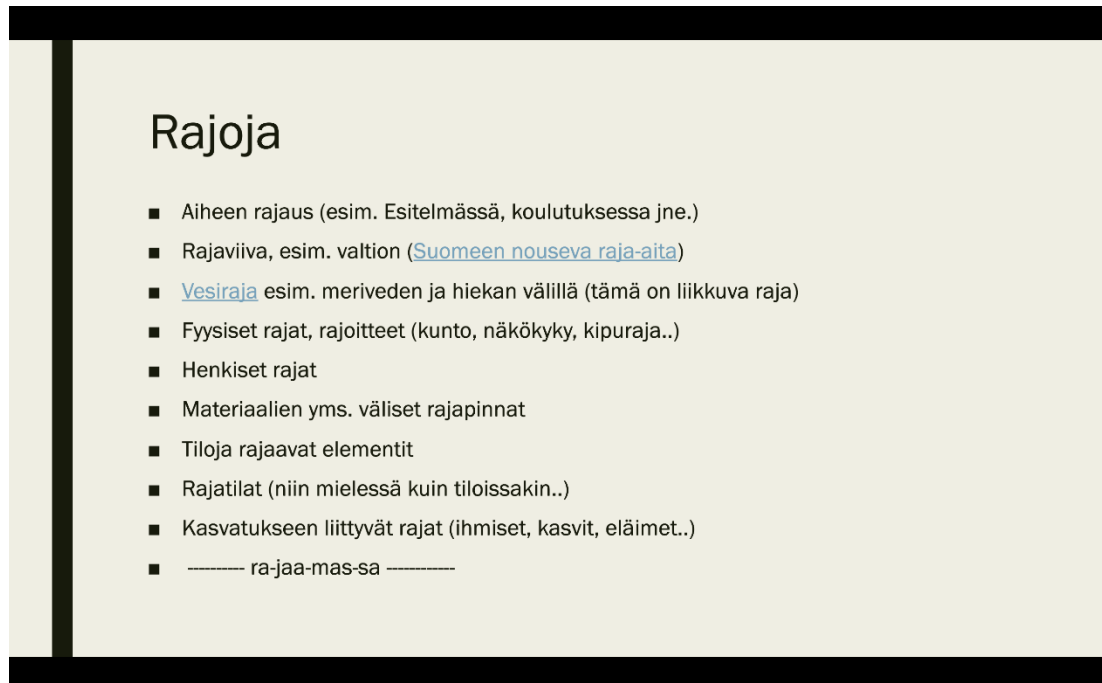 Rajoja
■ Aiheen rajaus (esim. Esitelmässä, koulutuksessa jne.)
■ Rajaviiva, esim. valtion (Suomeen nouseva raja-aita)
■ Vesiraja esim. meriveden ja hiekan välillä (tämä on liikkuva raja)
■ Fyysiset rajat, rajoitteet (kunto, näkökyky, kipuraja..)
■ Henkiset rajat
■ Materiaalien yms. väliset rajapinnat
■ Tiloja rajaavat elementit
■ Rajatilat (niin mielessä kuin tiloissakin..)
■ Kasvatukseen liittyvät rajat (ihmiset, kasvit, eläimet..)
■ ---------- ra-jaa-mas-sa ------------